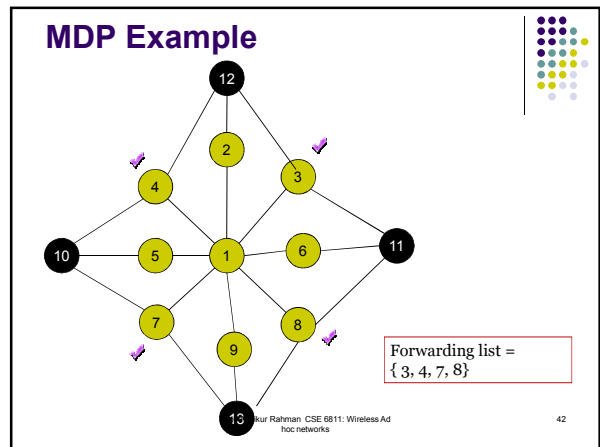 MDP Example
12
2
3
4
10
5
1
6
11
7
8
9
Forwarding list =
{ 3, 4, 7, 8}
13
kur Rahman CSE 6811: Wireless Ad
hoc networks
42